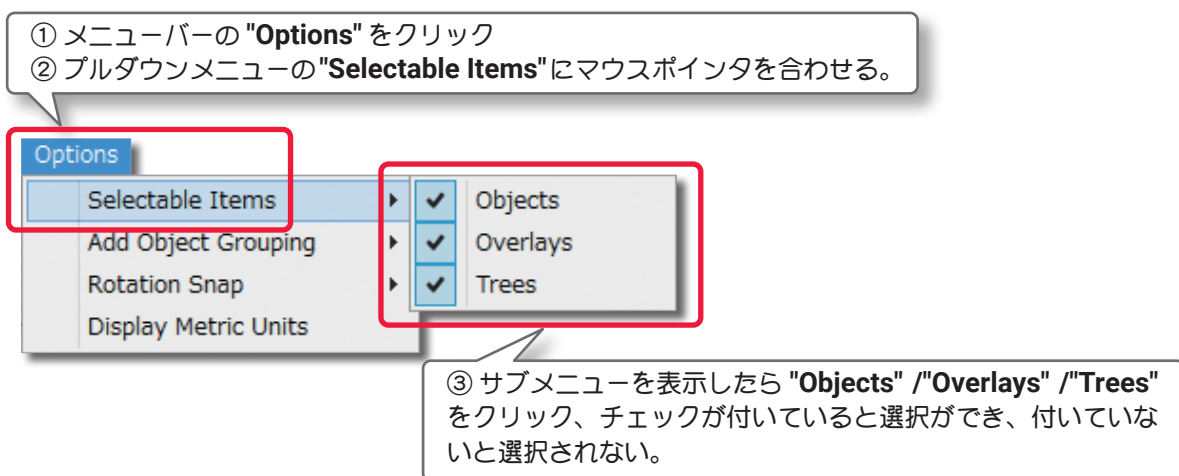 ① メニューバーの "Options" をクリック
② プルダウンメニューの"Selectable Items"にマウスポインタを合わせる。
Options
Selectable Items
Add Object Grouping
Rotation Snap
Display Metric Units
Objects
Overlays
Trees
③ サブメニューを表示したら "Objects" /"Overlays" /"Trees"
をクリック、チェックが付いていると選択ができ、付いていな
いと選択されない。